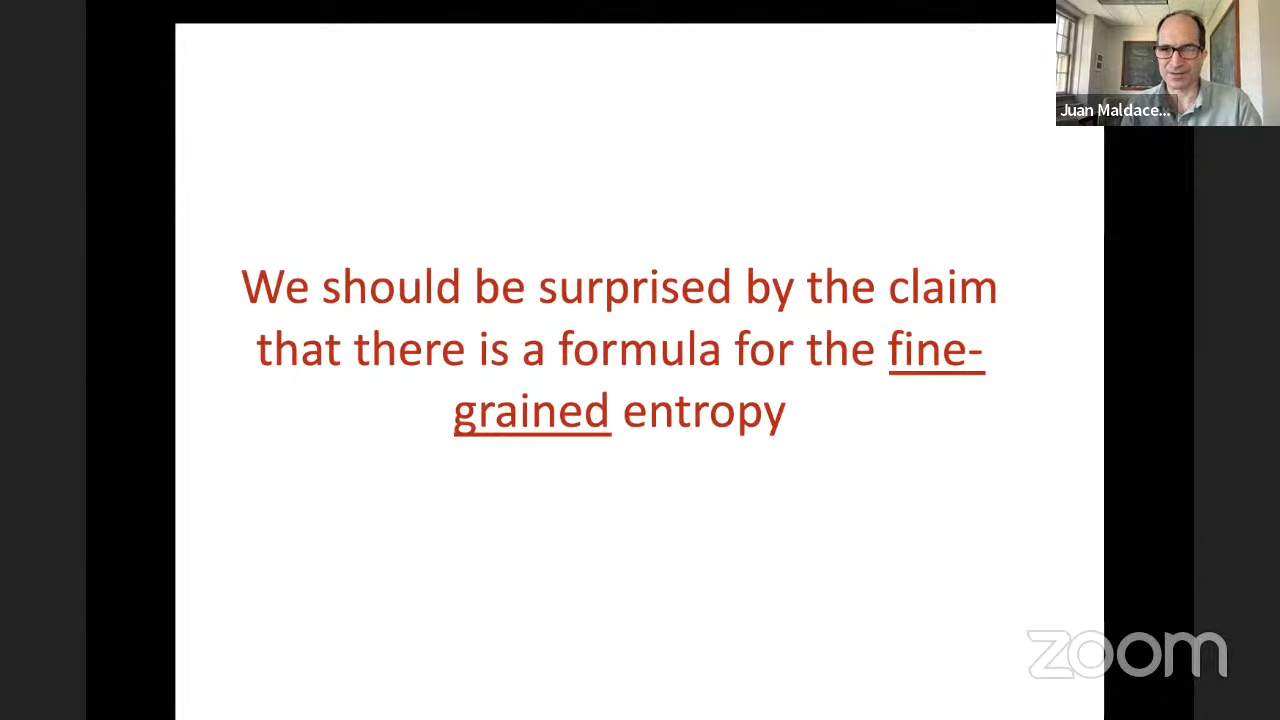 Juan Maldace...
We should be surprised by the claim
that there is a formula for the fine-
grained entropy
zoom